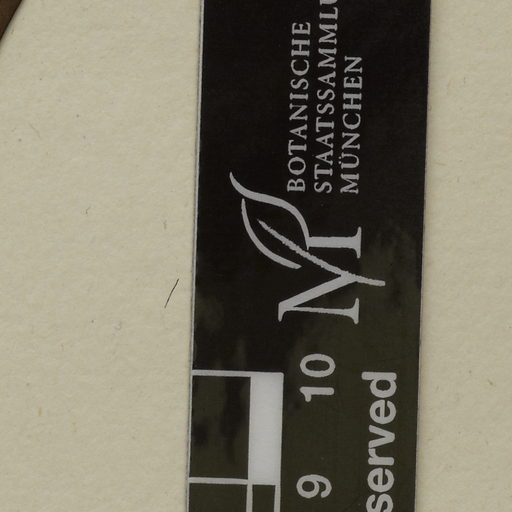 BOTANISCHE
STAATSSAMMLU
MÜNCHEN
M
9 10
served